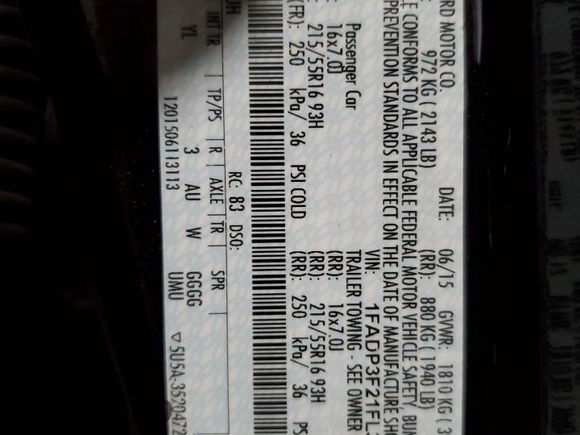 RD MOTOR CO. DATE: 06/15 GVWR: 1810 KG ( 3
972 KG ( 2143 LB) (RR): 880 KG ( 1940 LB)
E CONFORMS TO ALL APPLICABLE FEDERAL MOTOR VEHICLE SAFETY, BUM
PREVENTION STANDARDS IN EFFECT ON THE DATE OF MANUFACTURE SH
VIN: 1FADP3F21FL
Passenger Car TRAILER TOWING - SEE OWNER
16x7.0J (RR): 16x7.0J
215/55R16 93H (RR): 215/55R16 93H
(FR): 250 kPa/ 36 PSI COLD (RR): 250 kPa/ 36 PS
UH RC: 83 DSO:
INT TR | TP/PS | R | AXLE | TR | SPR
YL 3 AU W GGGG
1201506113113 UMU ▽ 5U5A-3520472